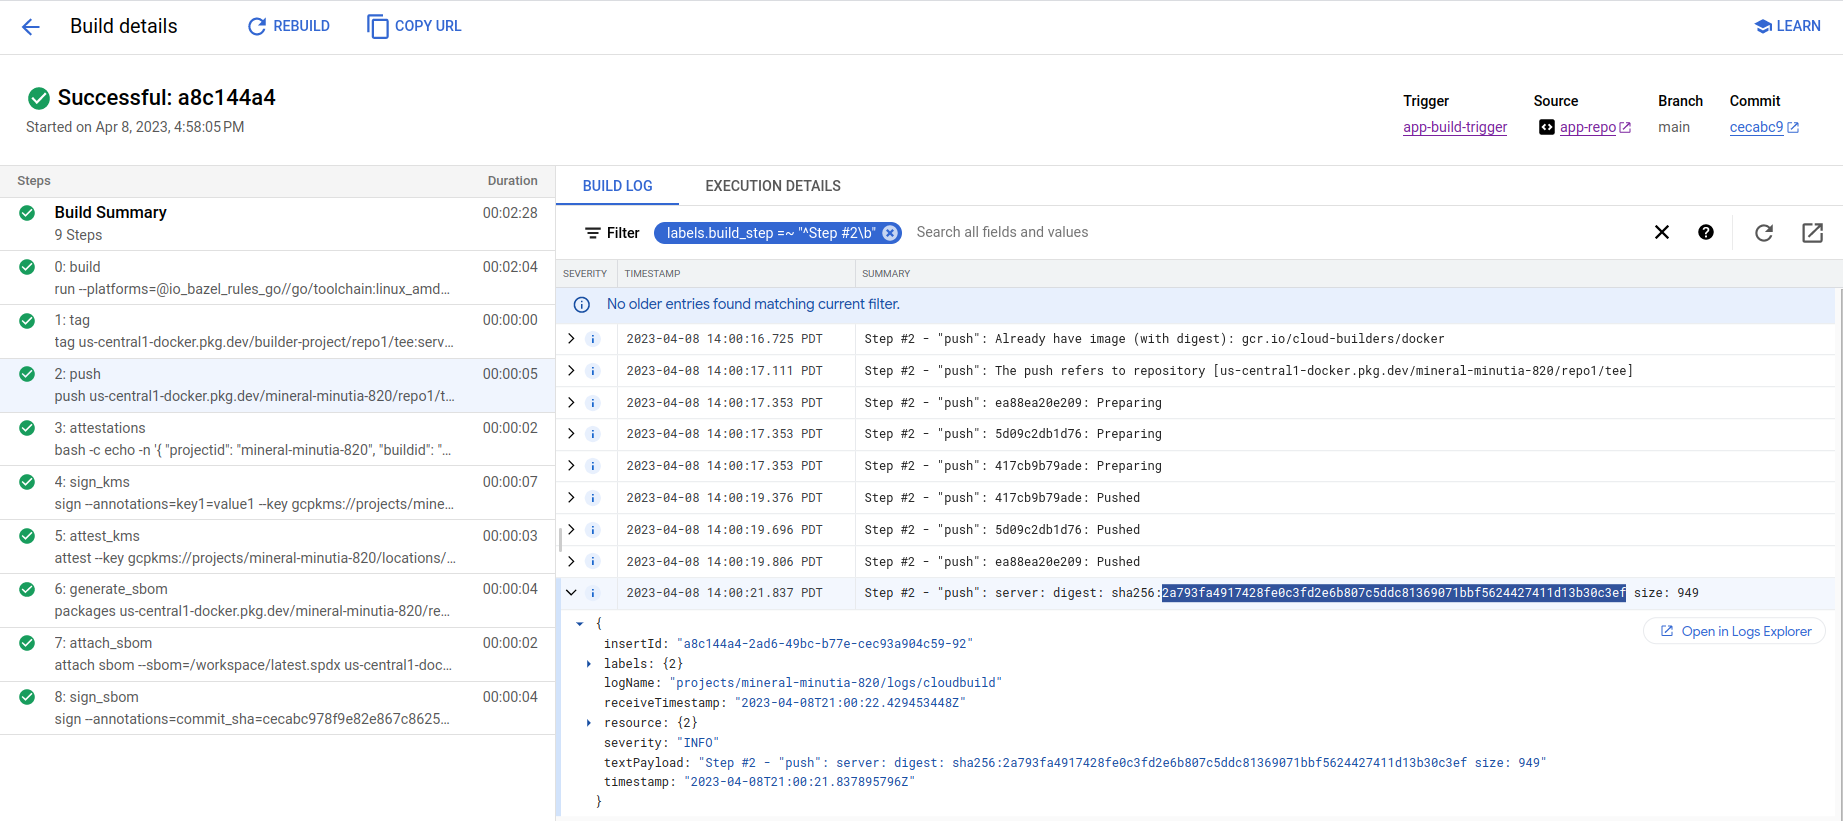 Build details
REBUILD
COPY URL
LEARN
Successful: a8c144a4
Started on Apr 8, 2023, 4:58:05 PM
Trigger
Source
Branch
Commit
app-build-trigger
app-repo
main
cecabc9
Steps
Duration
Build Summary
00:02:28
9 Steps
0: build
00:02:04
run --platforms=@io_bazel_rules_go//go/toolchain:linux_amd...
1: tag
00:00:00
tag us-central1-docker.pkg.dev/builder-project/repo1/tee:serv...
2: push
00:00:05
push us-central1-docker.pkg.dev/mineral-minutia-820/repo1/t...
3: attestations
00:00:02
bash -c echo -n '{ "projectid": "mineral-minutia-820", "buildid": "...
4: sign_kms
00:00:07
sign --annotations=key1=value1 --key gcpkms://projects/mine...
5: attest_kms
00:00:03
attest --key gcpkms://projects/mineral-minutia-820/locations/...
6: generate_sbom
00:00:04
packages us-central1-docker.pkg.dev/mineral-minutia-820/re...
7: attach_sbom
00:00:02
attach sbom --sbom=/workspace/latest.spdx us-central1-doc...
8: sign_sbom
00:00:04
sign --annotations=commit_sha=cecabc978f9e82e867c8625...
BUILD LOG
EXECUTION DETAILS
Filter
labels.build_step =~ "^Step #2\b"
Search all fields and values
SEVERITY
TIMESTAMP
SUMMARY
No older entries found matching current filter.
2023-04-08 14:00:16.725 PDT Step #2 - "push": Already have image (with digest): gcr.io/cloud-builders/docker
2023-04-08 14:00:17.111 PDT Step #2 - "push": The push refers to repository [us-central1-docker.pkg.dev/mineral-minutia-820/repo1/tee]
2023-04-08 14:00:17.353 PDT Step #2 - "push": ea88ea20e209: Preparing
2023-04-08 14:00:17.353 PDT Step #2 - "push": 5d09c2db1d76: Preparing
2023-04-08 14:00:17.353 PDT Step #2 - "push": 417cb9b79ade: Preparing
2023-04-08 14:00:19.376 PDT Step #2 - "push": 417cb9b79ade: Pushed
2023-04-08 14:00:19.696 PDT Step #2 - "push": 5d09c2db1d76: Pushed
2023-04-08 14:00:19.806 PDT Step #2 - "push": ea88ea20e209: Pushed
2023-04-08 14:00:21.837 PDT Step #2 - "push": server: digest: sha256:2a793fa4917428fe0c3fd2e6b807c5ddc81369071bbf5624427411d13b30c3ef size: 949
{
Open in Logs Explorer
insertId: "a8c144a4-2ad6-49bc-b77e-cec93a904c59-92"
labels: {2}
logName: "projects/mineral-minutia-820/logs/cloudbuild"
receiveTimestamp: "2023-04-08T21:00:22.429453448Z"
resource: {2}
severity: "INFO"
textPayload: "Step #2 - "push": server: digest: sha256:2a793fa4917428fe0c3fd2e6b807c5ddc81369071bbf5624427411d13b30c3ef size: 949"
timestamp: "2023-04-08T21:00:21.837895796Z"
}